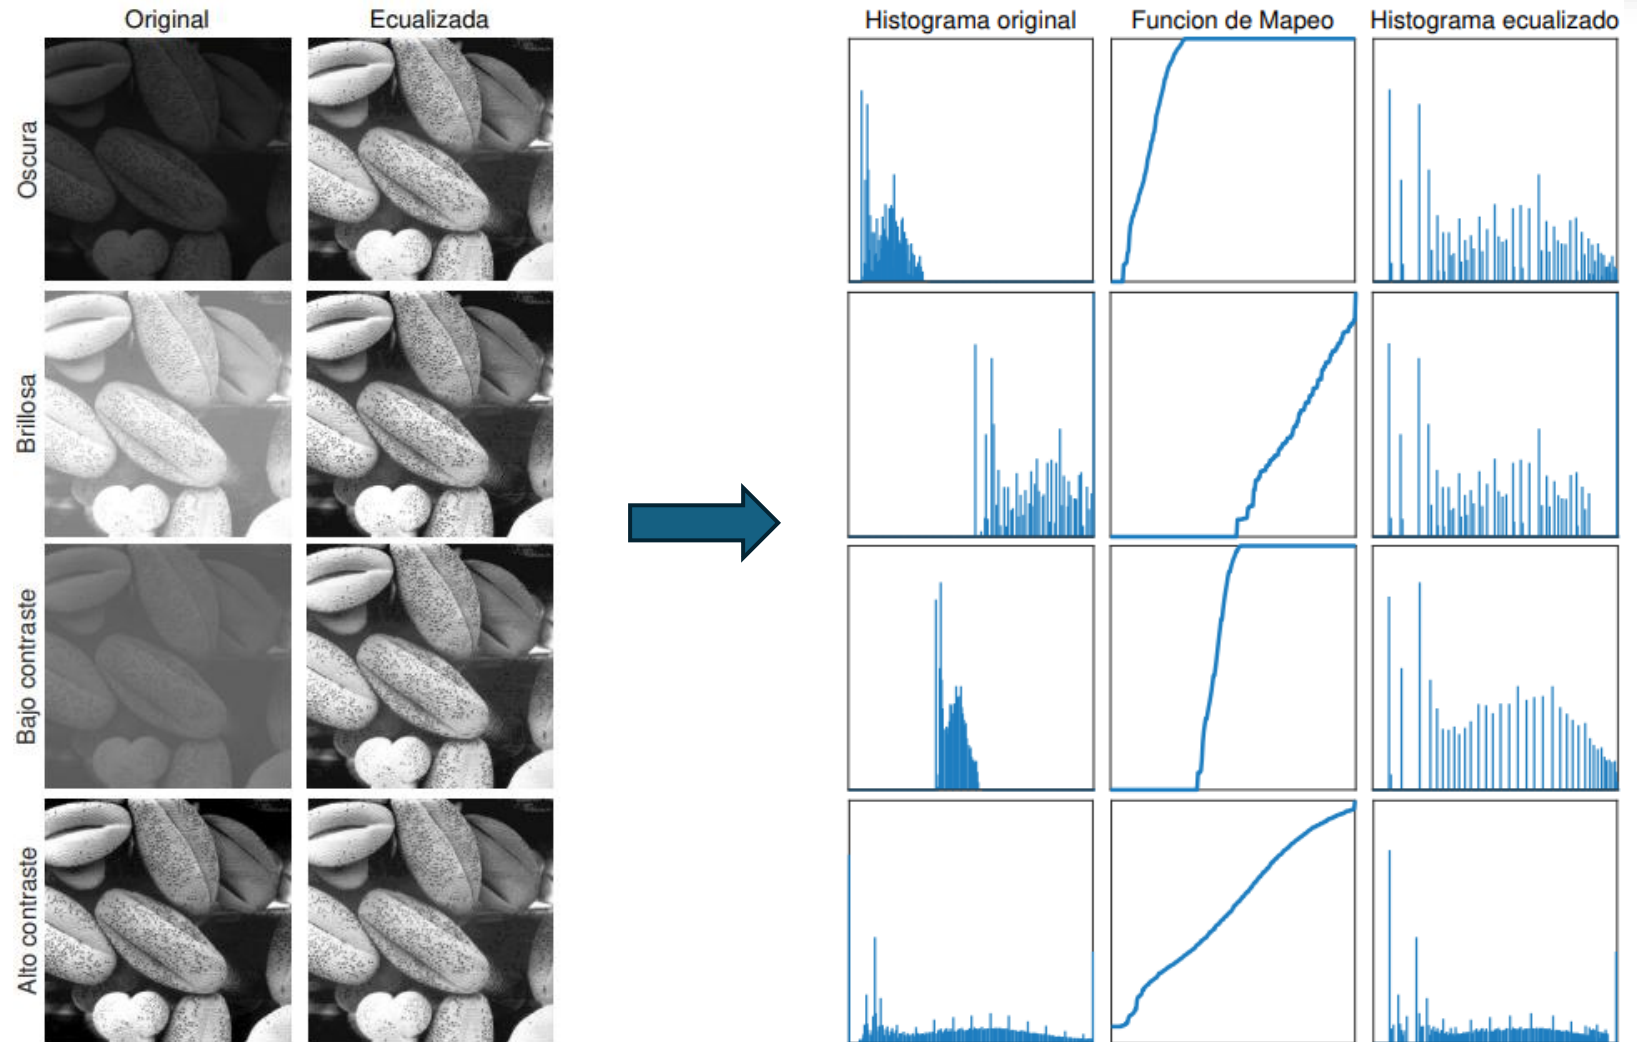 Original
Ecualizada
Histograma original
Funcion de Mapeo
Histograma ecualizado
Oscura
Brillosa
Bajo contraste
Alto contraste